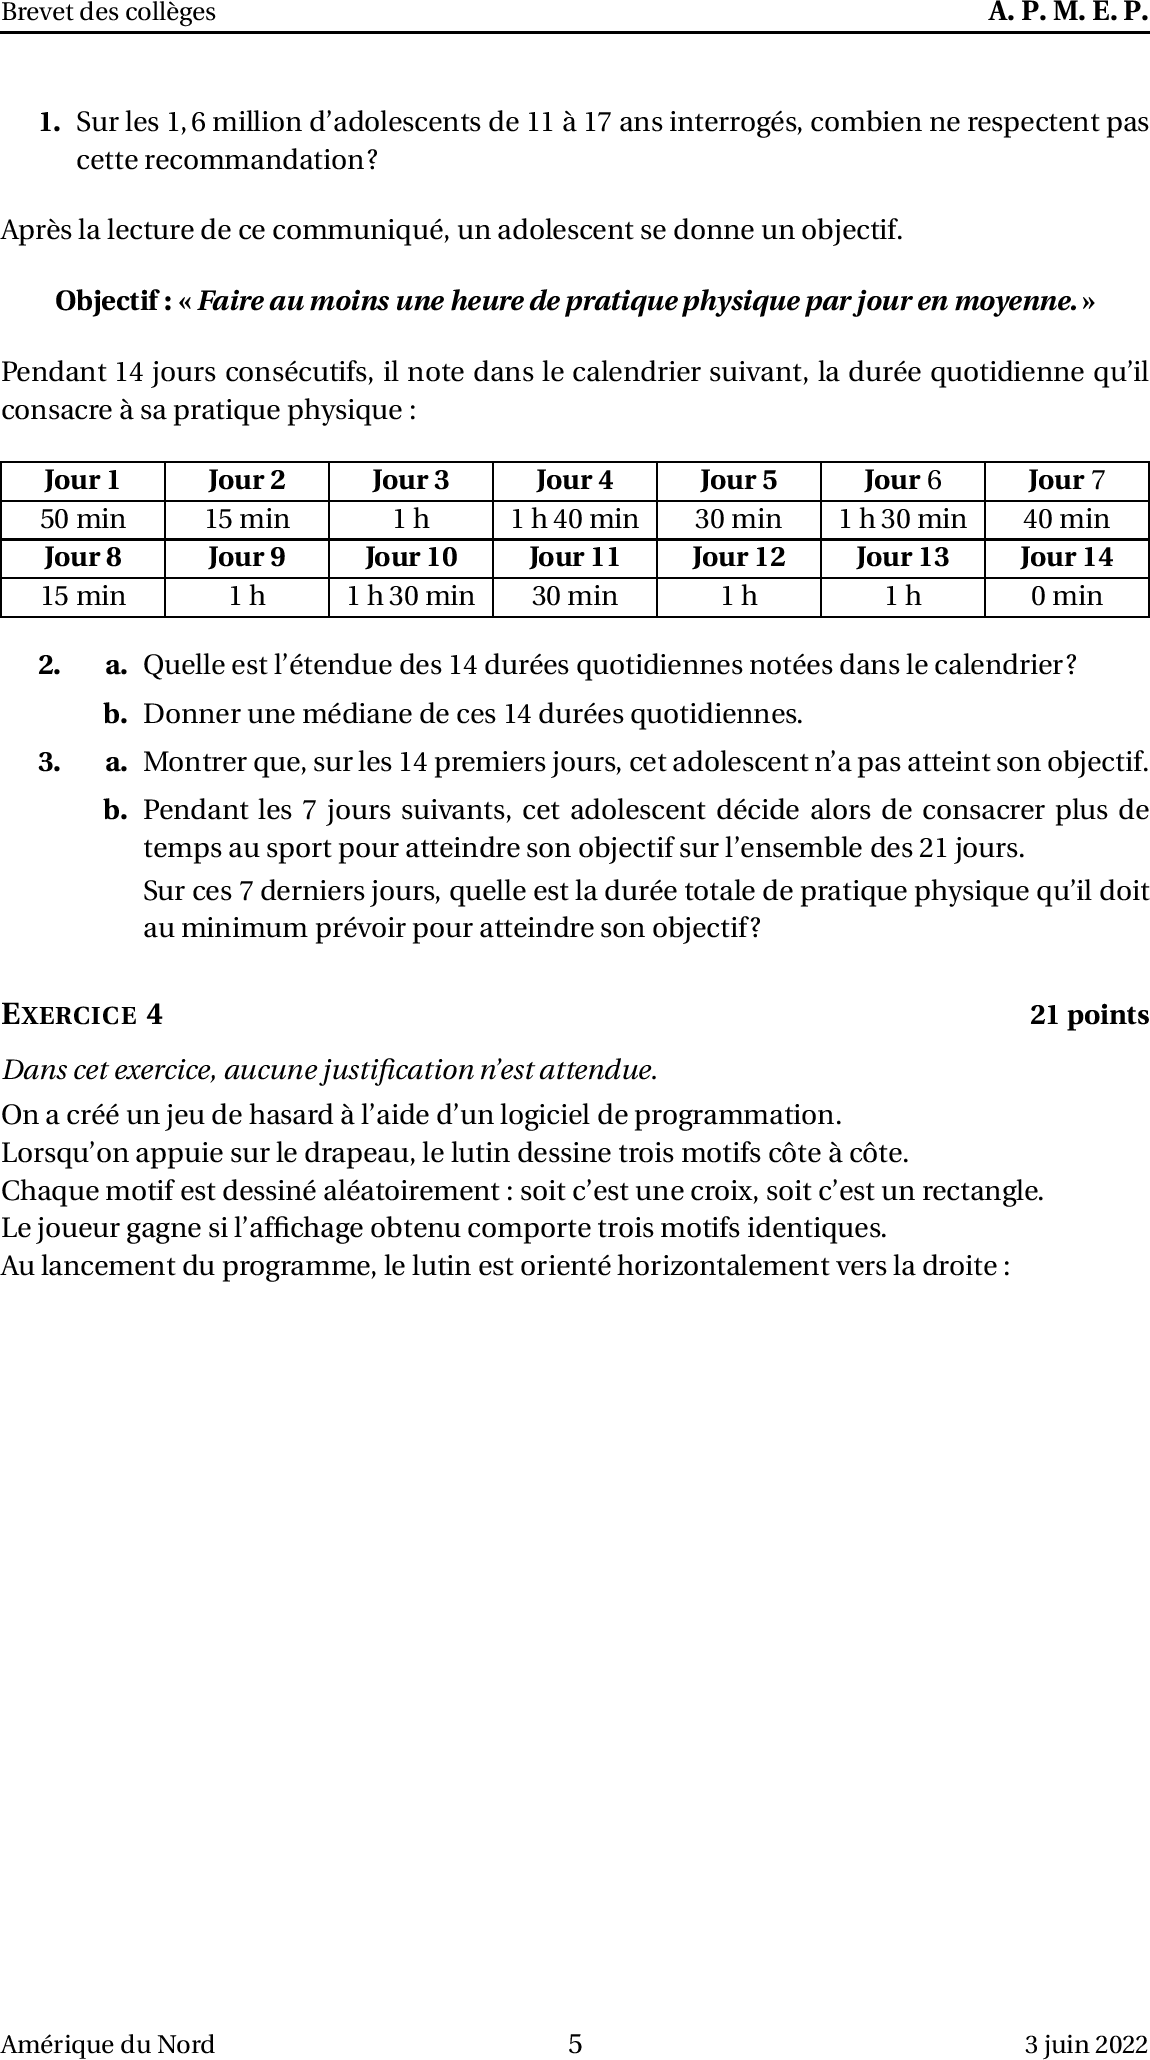 Brevet des collèges A. P. M. E. P.
1. Sur les 1,6 million d'adolescents de 11 à 17 ans interrogés, combien ne respectent pas
cette recommandation?
Après la lecture de ce communiqué, un adolescent se donne un objectif.
Objectif : « Faire au moins une heure de pratique physique par jour en moyenne. »
Pendant 14 jours consécutifs, il note dans le calendrier suivant, la durée quotidienne qu'il
consacre à sa pratique physique :
Jour 1 Jour 2 Jour 3 Jour 4 Jour 5 Jour 6 Jour 7
50 min 15 min 1 h 1 h 40 min 30 min 1 h 30 min 40 min
Jour 8 Jour 9 Jour 10 Jour 11 Jour 12 Jour 13 Jour 14
15 min 1 h 1 h 30 min 30 min 1 h 1 h 0 min
2. a. Quelle est l'étendue des 14 durées quotidiennes notées dans le calendrier?
b. Donner une médiane de ces 14 durées quotidiennes.
3. a. Montrer que, sur les 14 premiers jours, cet adolescent n'a pas atteint son objectif.
b. Pendant les 7 jours suivants, cet adolescent décide alors de consacrer plus de
temps au sport pour atteindre son objectif sur l'ensemble des 21 jours.
Sur ces 7 derniers jours, quelle est la durée totale de pratique physique qu'il doit
au minimum prévoir pour atteindre son objectif?
EXERCICE 4 21 points
Dans cet exercice, aucune justification n'est attendue.
On a créé un jeu de hasard à l'aide d'un logiciel de programmation.
Lorsqu'on appuie sur le drapeau, le lutin dessine trois motifs côte à côte.
Chaque motif est dessiné aléatoirement : soit c'est une croix, soit c'est un rectangle.
Le joueur gagne si l'affichage obtenu comporte trois motifs identiques.
Au lancement du programme, le lutin est orienté horizontalement vers la droite :
Amérique du Nord 5 3 juin 2022